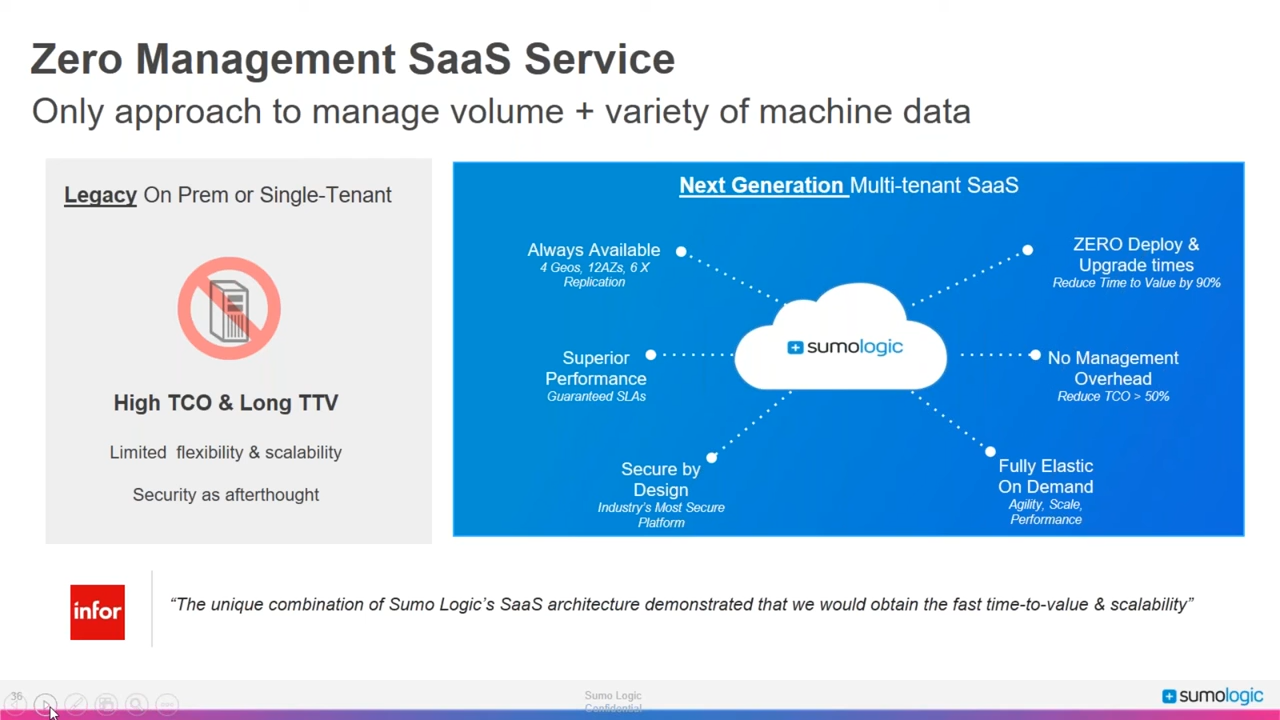 Zero Management SaaS Service
Only approach to manage volume + variety of machine data
Legacy On Prem or Single-Tenant
High TCO & Long TTV
Limited flexibility & scalability
Security as afterthought
Next Generation Multi-tenant SaaS
Always Available
4 Geos, 12AZs, 6 X
Replication
Superior
Performance
Guaranteed SLAs
Secure by
Design
Industry's Most Secure
Platform
sumologic
ZERO Deploy &
Upgrade times
Reduce Time to Value by 90%
No Management
Overhead
Reduce TCO > 50%
Fully Elastic
On Demand
Agility, Scale,
Performance
infor
“The unique combination of Sumo Logic’s SaaS architecture demonstrated that we would obtain the fast time-to-value & scalability”
36
Sumo Logic
Confidential
sumologic